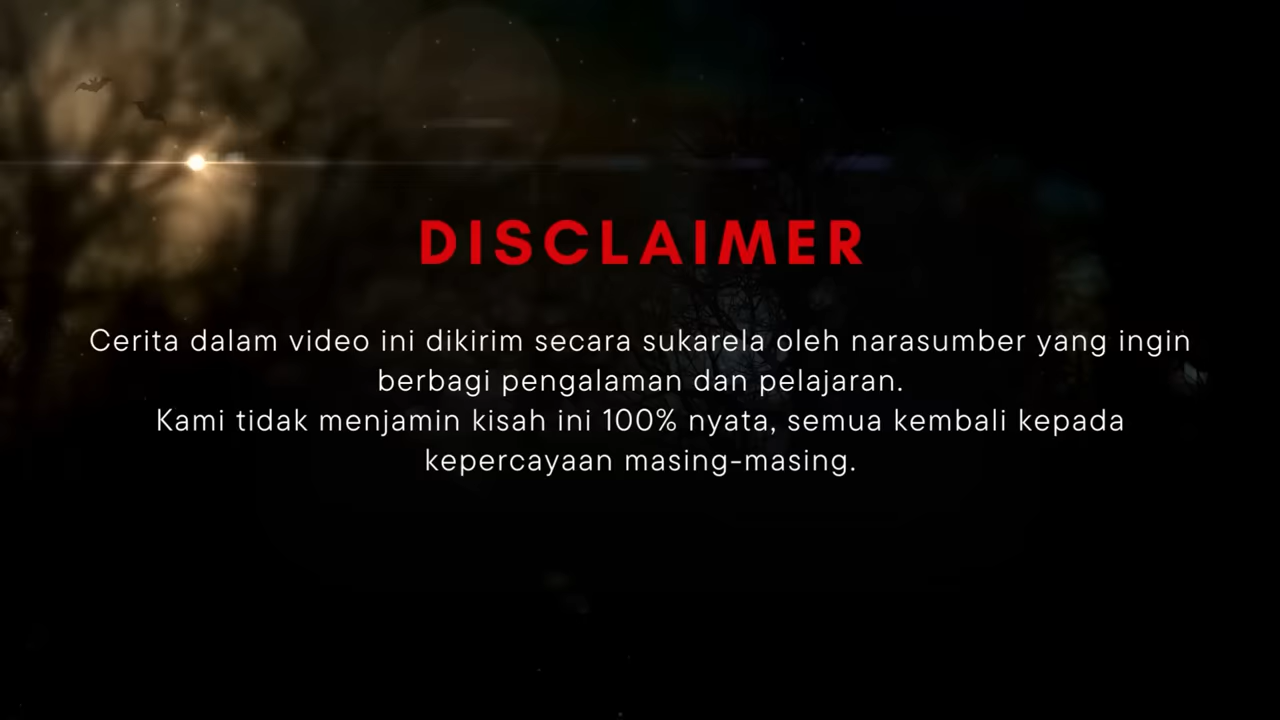 DISCLAIMER
Cerita dalam video ini dikirim secara sukarela oleh narasumber yang ingin
berbagi pengalaman dan pelajaran.
Kami tidak menjamin kisah ini 100% nyata, semua kembali kepada
kepercayaan masing-masing.